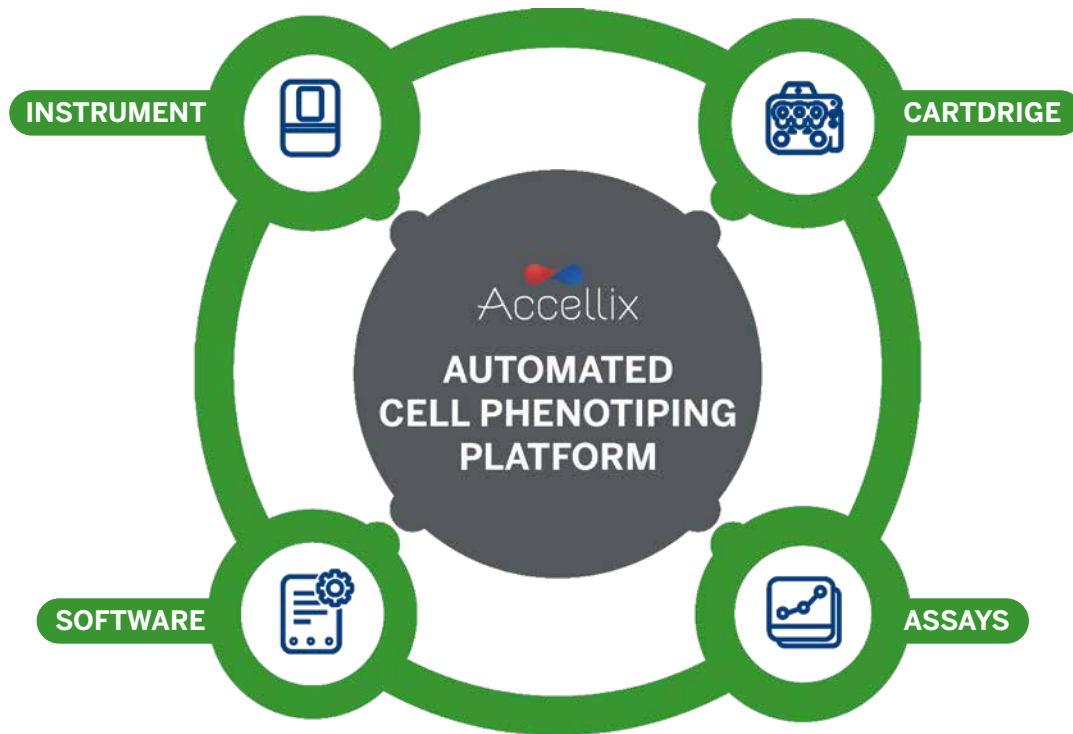 INSTRUMENT
CARTDRIGE
Accellix
AUTOMATED
CELL PHENOTIPING
PLATFORM
SOFTWARE
ASSAYS